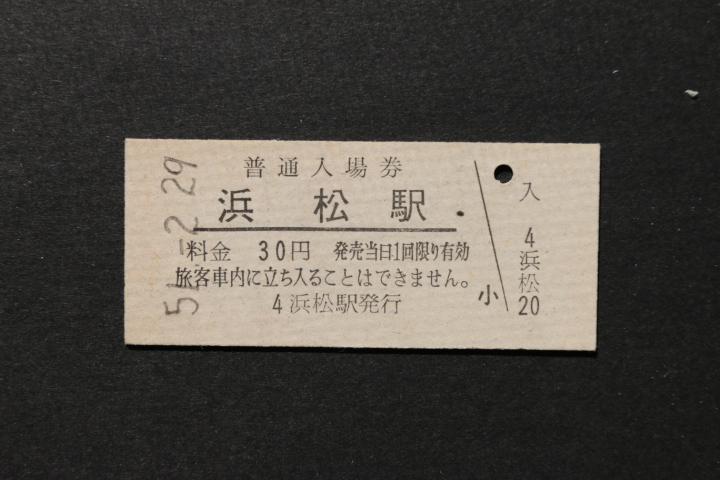 普通入場券
浜松駅
料金 30円 発売当日1回限り有効
旅客車内に立ち入ることはできません。
4 浜松駅発行
小
入
4
浜松
20
51.-2.29